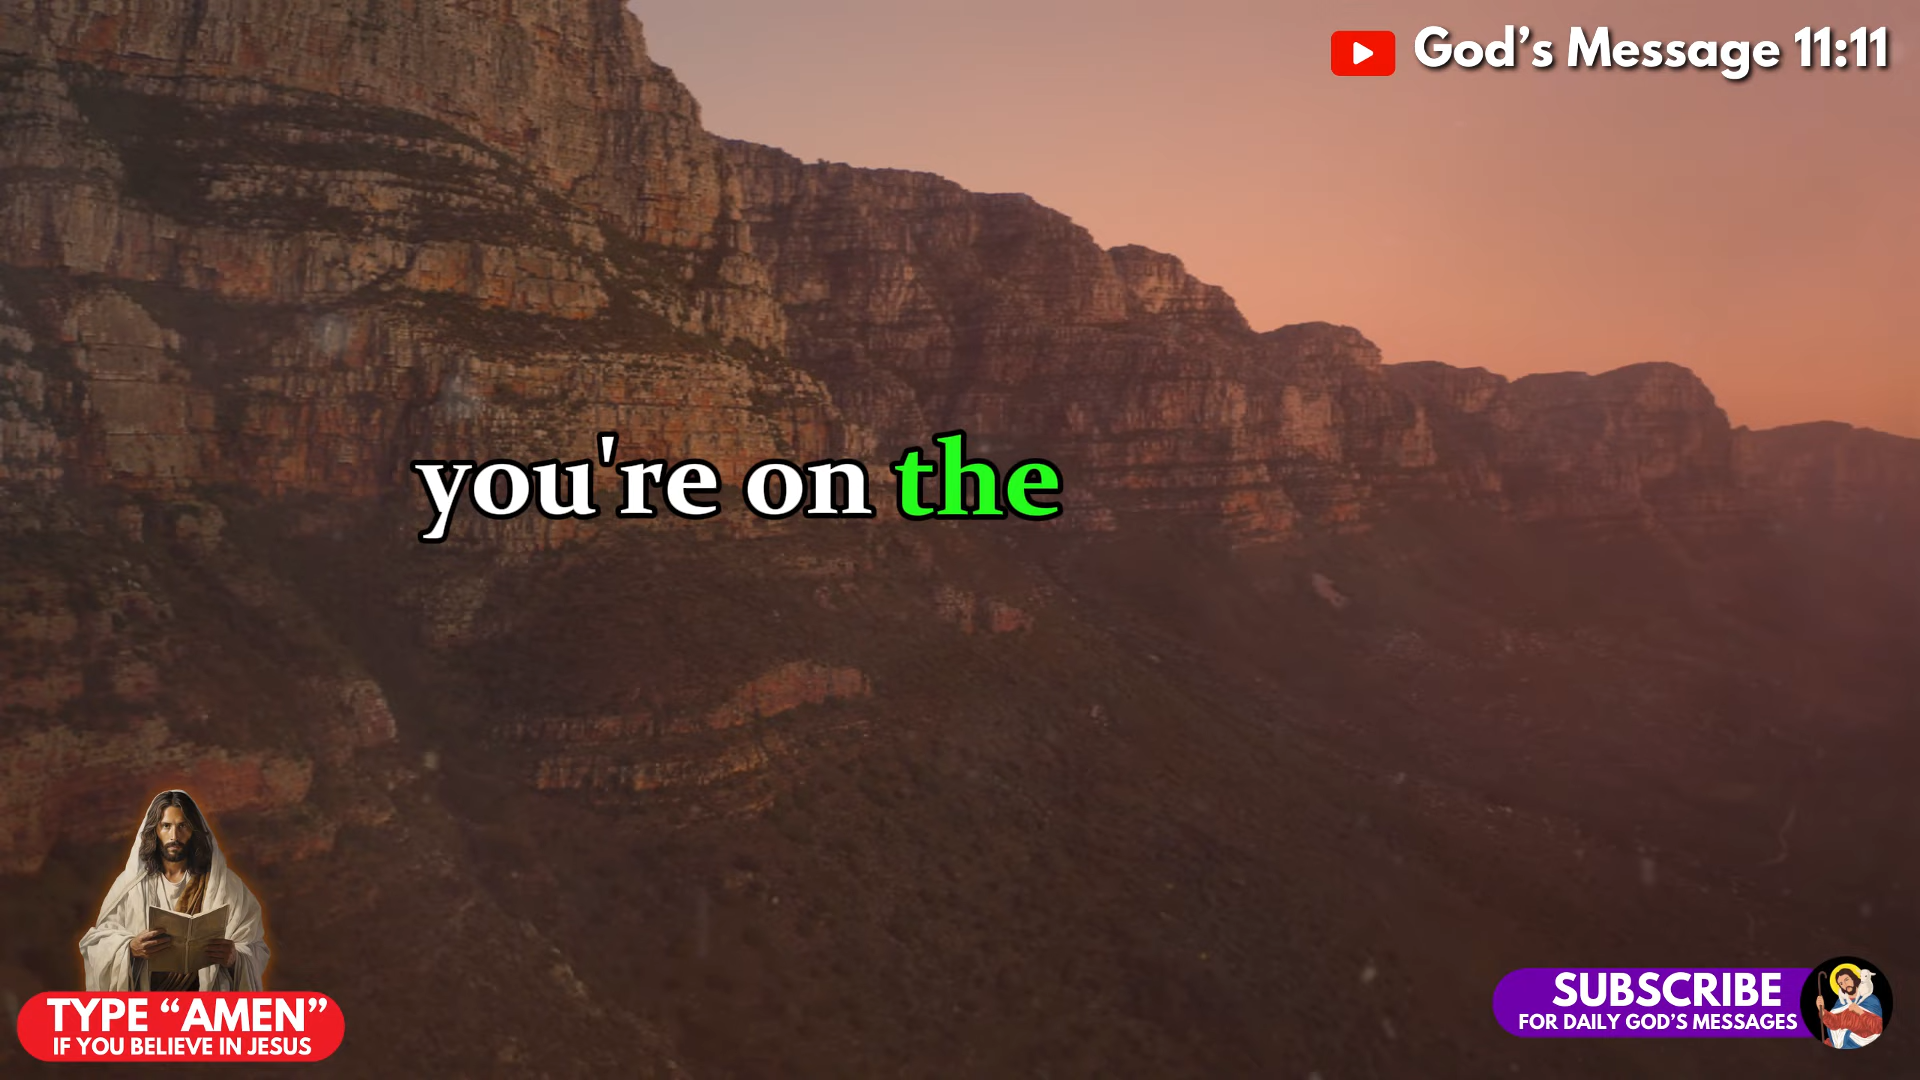 God’s Message 11:11
you're on the
TYPE “AMEN”
IF YOU BELIEVE IN JESUS
SUBSCRIBE
FOR DAILY GOD’S MESSAGES